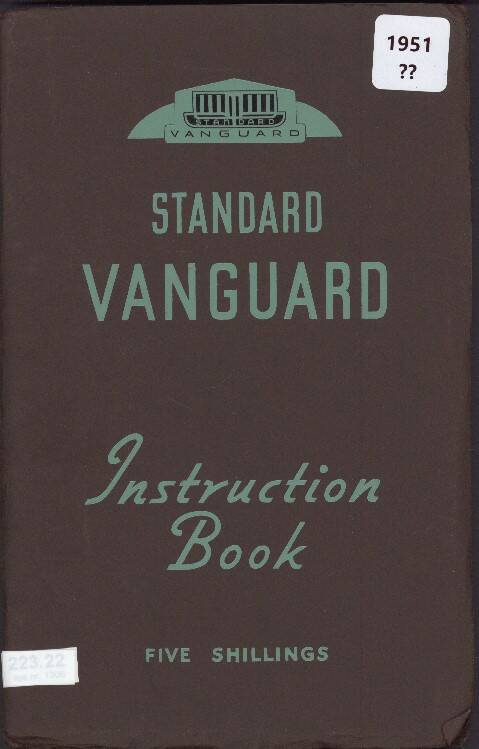 1951
??
STANDARD
VANGUARD
STANDARD
VANGUARD
Instruction
Book
FIVE SHILLINGS
223.22